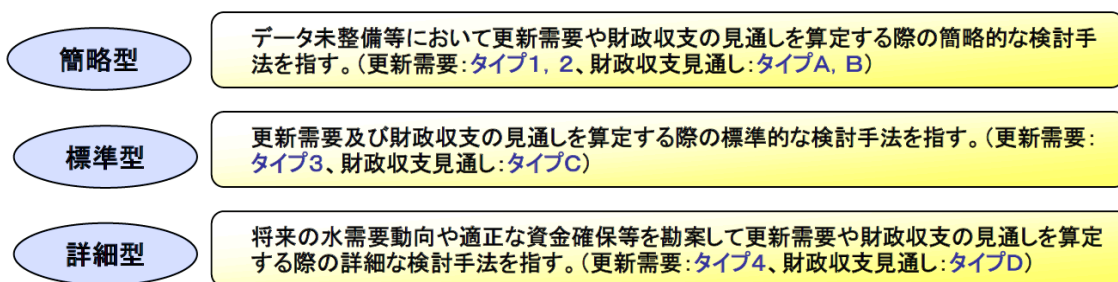 簡略型
データ未整備等において更新需要や財政収支の見通しを算定する際の簡略的な検討手
法を指す。(更新需要:タイプ1, 2、財政収支見通し:タイプA, B)
標準型
更新需要及び財政収支の見通しを算定する際の標準的な検討手法を指す。(更新需要:
タイプ3、財政収支見通し:タイプC)
詳細型
将来の水需要動向や適正な資金確保等を勘案して更新需要や財政収支の見通しを算定
する際の詳細な検討手法を指す。(更新需要:タイプ4、財政収支見通し:タイプD)